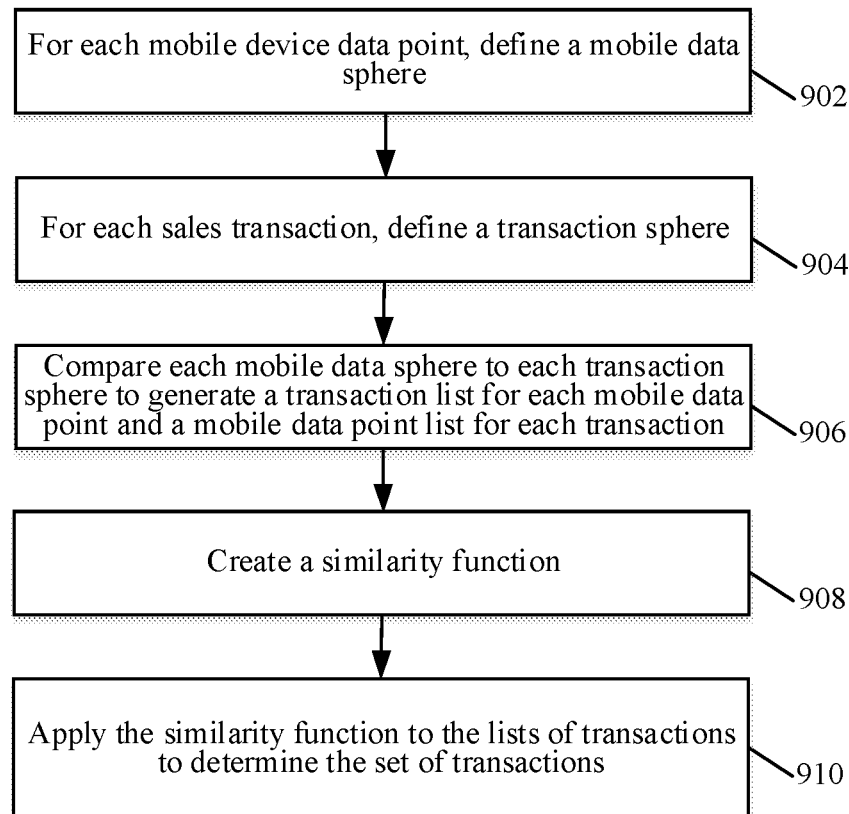 For each mobile device data point, define a mobile data
sphere
902
For each sales transaction, define a transaction sphere
904
Compare each mobile data sphere to each transaction
sphere to generate a transaction list for each mobile data
point and a mobile data point list for each transaction
906
Create a similarity function
908
Apply the similarity function to the lists of transactions
to determine the set of transactions
910